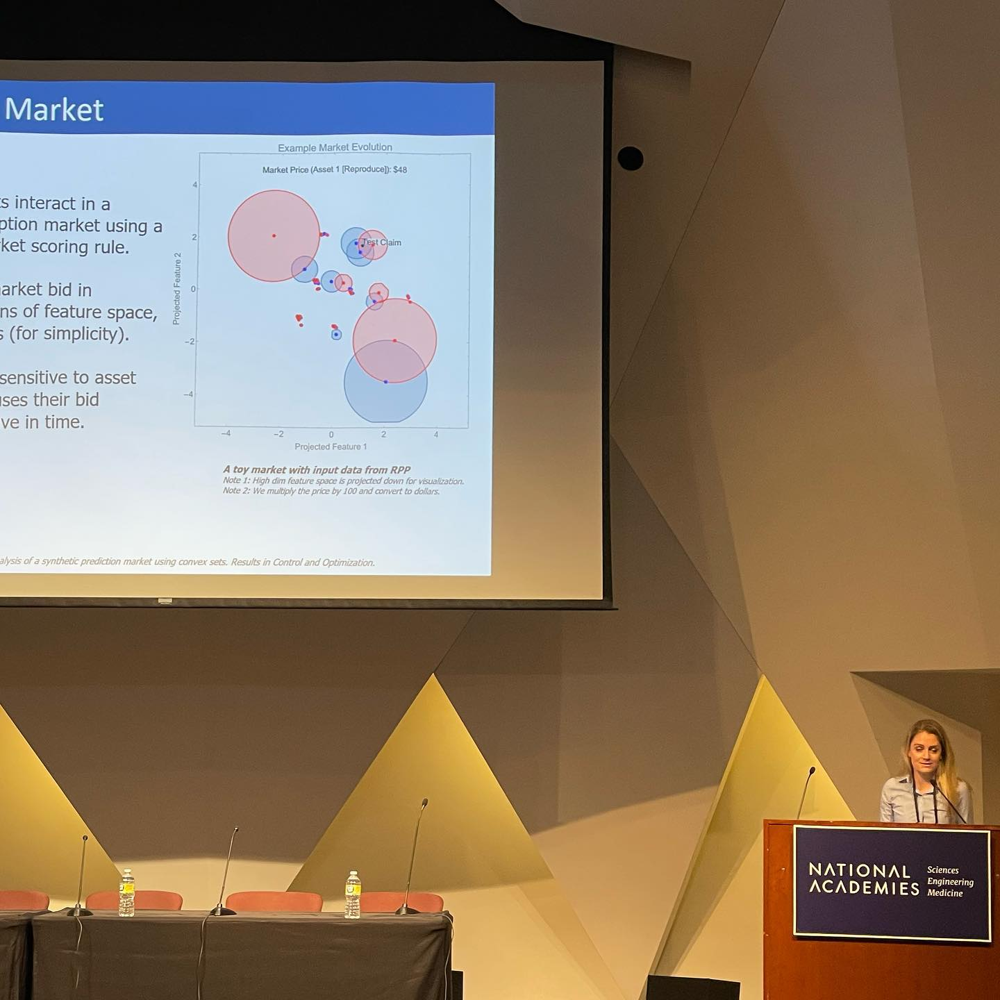 Market
s interact in a
ption market using a
ket scoring rule.
arket bid in
ns of feature space,
s (for simplicity).
sensitive to asset
uses their bid
ve in time.
Example Market Evolution
Market Price (Asset 1 [Reproduce]): $48
4
2
0
−2
−4
Projected Feature 2
Test Claim
−4 −2 0 2 4
Projected Feature 1
A toy market with input data from RPP
Note 1: High dim feature space is projected down for visualization.
Note 2: We multiply the price by 100 and convert to dollars.
alysis of a synthetic prediction market using convex sets. Results in Control and Optimization.
NATIONAL
ACADEMIES
Sciences
Engineering
Medicine